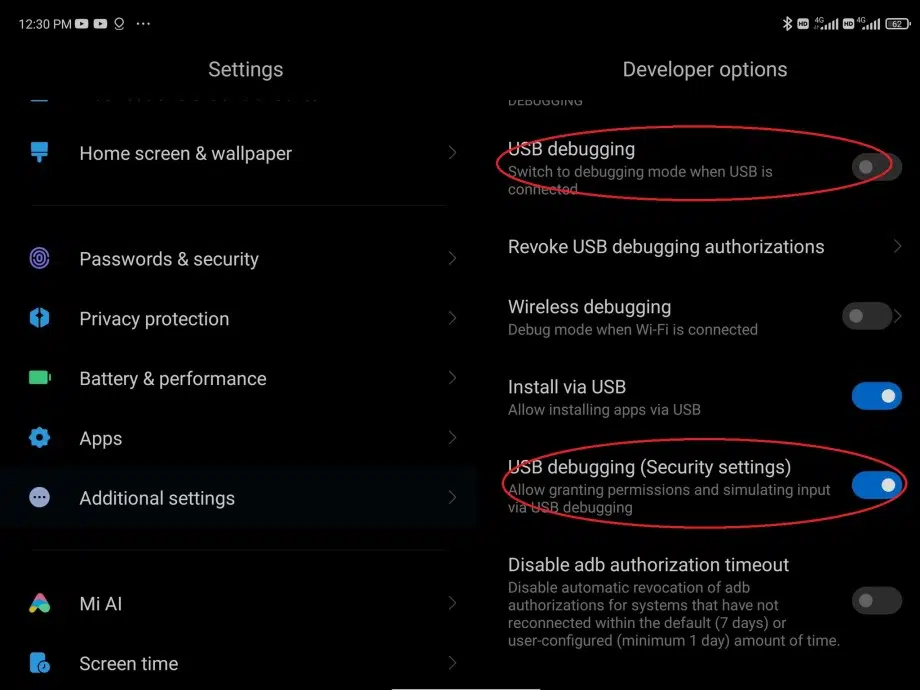 12:30 PM
HD 4G HD 4G 62
Settings
Home screen & wallpaper
Passwords & security
Privacy protection
Battery & performance
Apps
Additional settings
Mi AI
Screen time
Developer options
DEBUGGING
USB debugging
Switch to debugging mode when USB is
connected
Revoke USB debugging authorizations
Wireless debugging
Debug mode when Wi-Fi is connected
Install via USB
Allow installing apps via USB
USB debugging (Security settings)
Allow granting permissions and simulating input
via USB debugging
Disable adb authorization timeout
Disable automatic revocation of adb
authorizations for systems that have not
reconnected within the default (7 days) or
user-configured (minimum 1 day) amount of time.